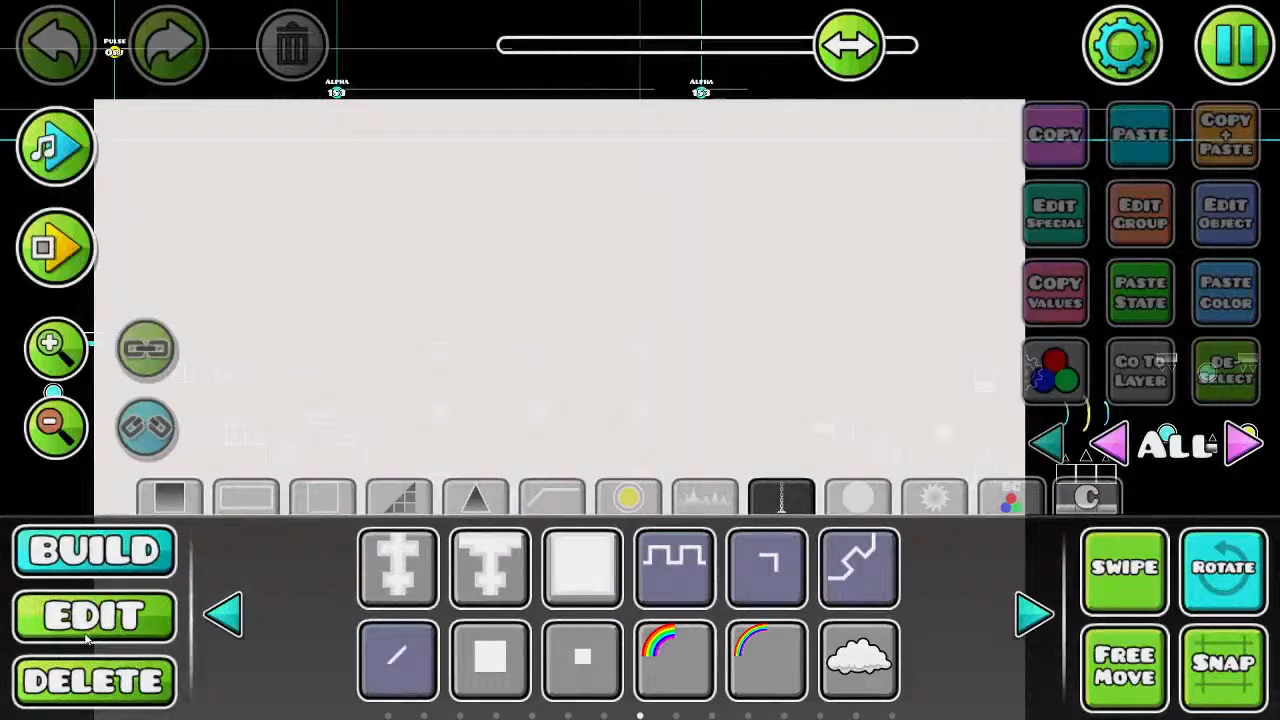 PULSE
ALPHA
ALPHA
COPY
PASTE
COPY
+
PASTE
EDIT
SPECIAL
EDIT
GROUP
EDIT
OBJECT
COPY
VALUES
PASTE
STATE
PASTE
COLOR
GO TO
LAYER
DE-
SELECT
ALL
C
BUILD
EDIT
DELETE
SWIPE
ROTATE
FREE
MOVE
SNAP